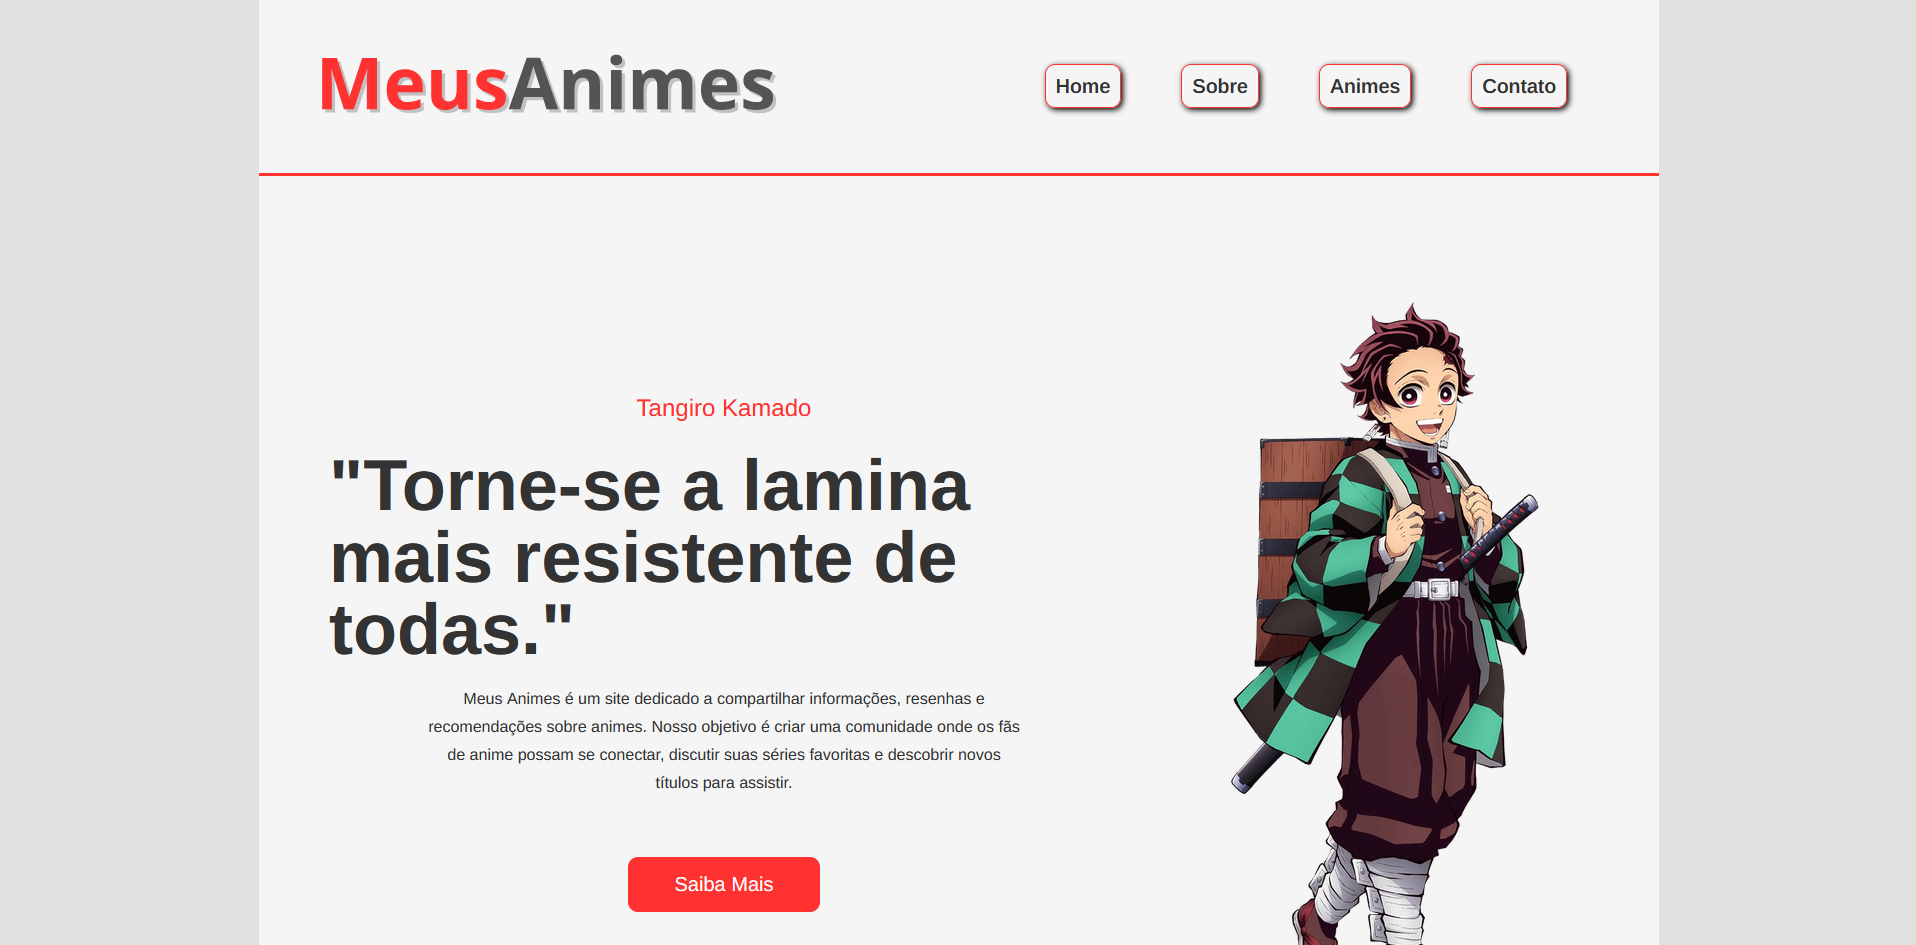 MeusAnimes
Home
Sobre
Animes
Contato
Tangiro Kamado
"Torne-se a lamina
mais resistente de
todas."
Meus Animes é um site dedicado a compartilhar informações, resenhas e
recomendações sobre animes. Nosso objetivo é criar uma comunidade onde os fãs
de anime possam se conectar, discutir suas séries favoritas e descobrir novos
títulos para assistir.
Saiba Mais